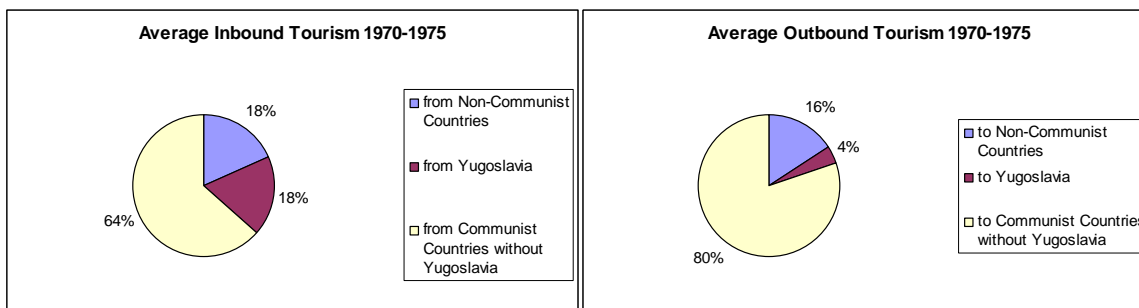 Average Inbound Tourism 1970-1975
18%
18%
64%
from Non-Communist
Countries
from Yugoslavia
from Communist
Countries without
Yugoslavia
Average Outbound Tourism 1970-1975
16%
4%
80%
to Non-Communist
Countries
to Yugoslavia
to Communist Countries
without Yugoslavia